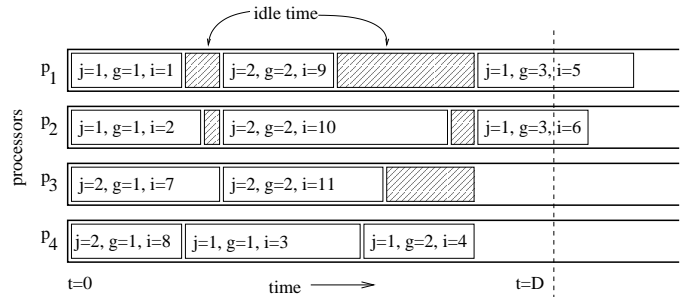 idle time
processors
p1 j=1, g=1, i=1 j=2, g=2, i=9 j=1, g=3, i=5
p2 j=1, g=1, i=2 j=2, g=2, i=10 j=1, g=3, i=6
p3 j=2, g=1, i=7 j=2, g=2, i=11
p4 j=2, g=1, i=8 j=1, g=1, i=3 j=1, g=2, i=4
t=0 time t=D